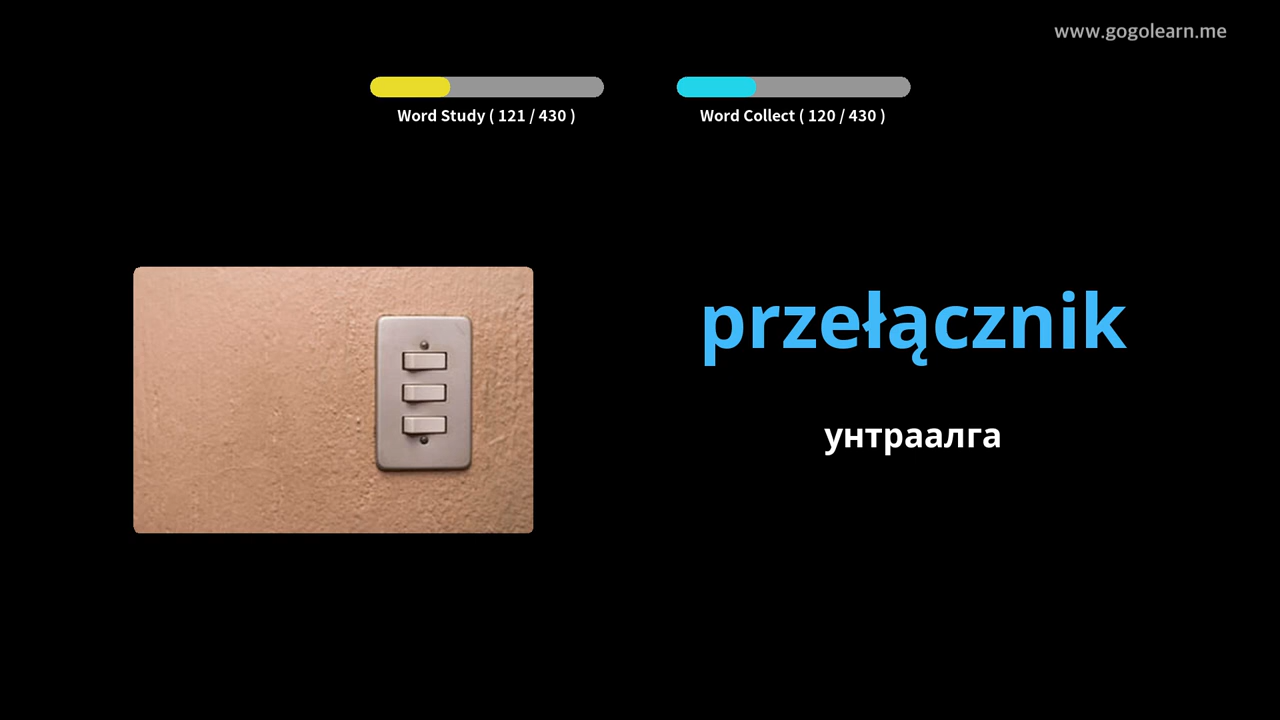 www.gogolearn.me
Word Study ( 121 / 430 )
Word Collect ( 120 / 430 )
przełącznik
унтраалга